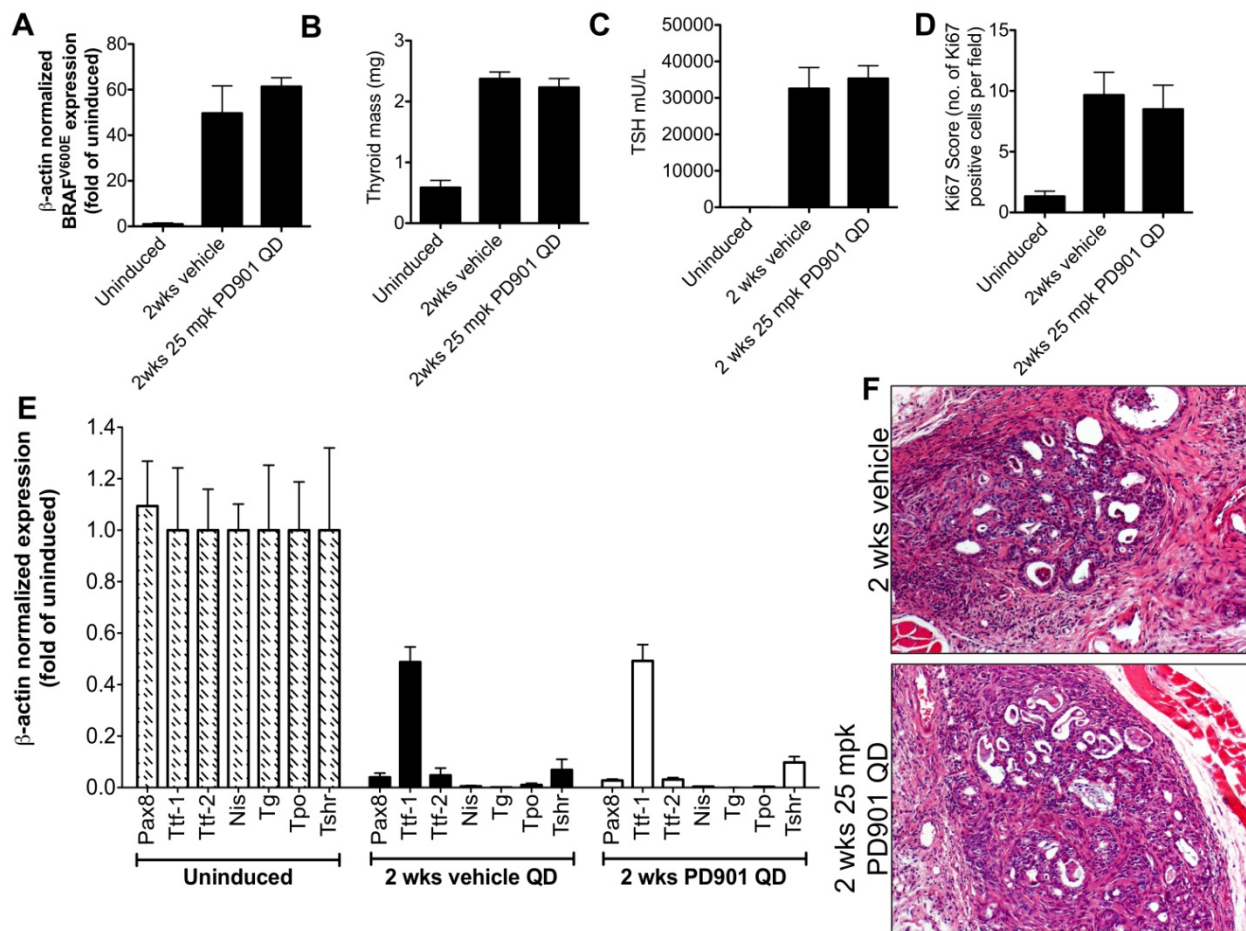 A
β-actin normalized
BRAFV600E expression
(fold of uninduced)
80
60
40
20
0
Uninduced
2wks vehicle
2wks 25 mpk PD901 QD
B
Thyroid mass (mg)
3
2
1
0
Uninduced
2wks vehicle
2wks 25 mpk PD901 QD
C
TSH mU/L
50000
40000
30000
20000
10000
0
Uninduced
2 wks vehicle
2 wks 25 mpk PD901 QD
D
Ki67 Score (no. of Ki67
positive cells per field)
15
10
5
0
Uninduced
2wks vehicle
2wks 25 mpk PD901 QD
E
β-actin normalized expression
(fold of uninduced)
1.4
1.2
1.0
0.8
0.6
0.4
0.2
0.0
Pax8 Ttf-1 Ttf-2 Nis Tg Tpo Tshr
Uninduced
Pax8 Ttf-1 Ttf-2 Nis Tg Tpo Tshr
2 wks vehicle QD
Pax8 Ttf-1 Ttf-2 Nis Tg Tpo Tshr
2 wks PD901 QD
F
2 wks vehicle
2 wks 25 mpk
PD901 QD